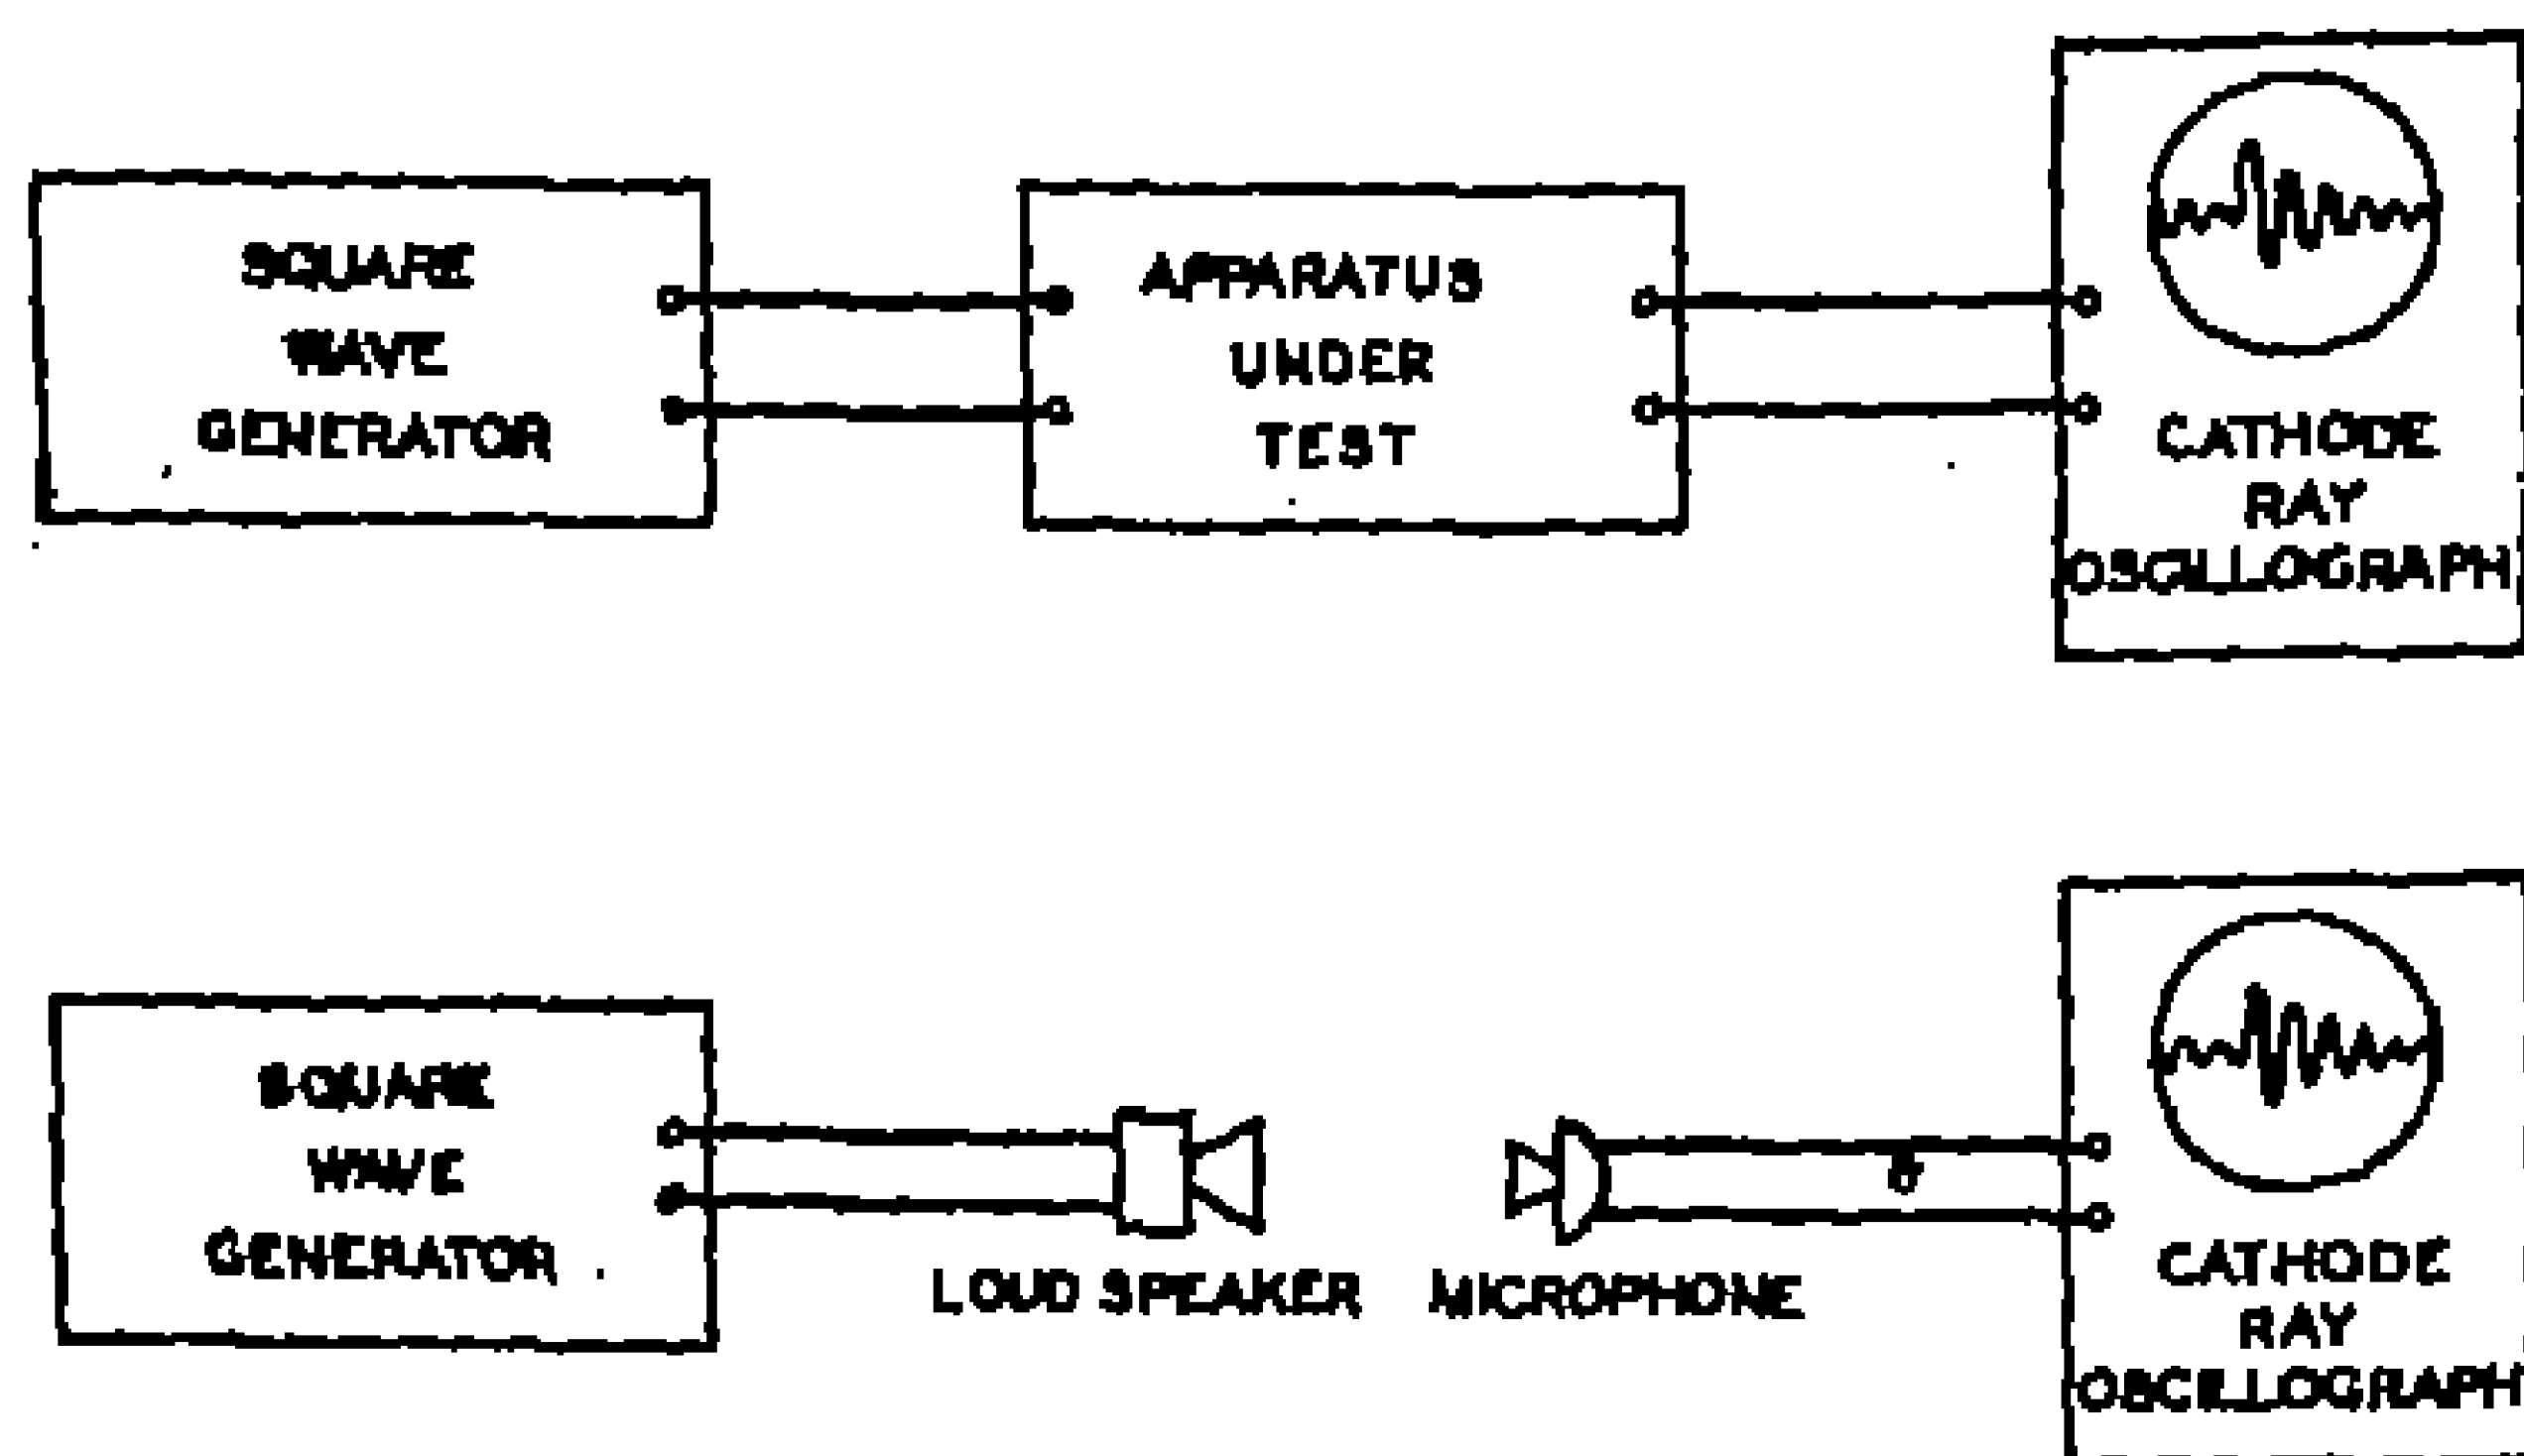 SQUARE
WAVE
GENERATOR
APPARATUS
UNDER
TEST
CATHODE
RAY
OSCILLOGRAPH
SQUARE
WAVE
GENERATOR
LOUD SPEAKER
MICROPHONE
CATHODE
RAY
OSCILLOGRAPH